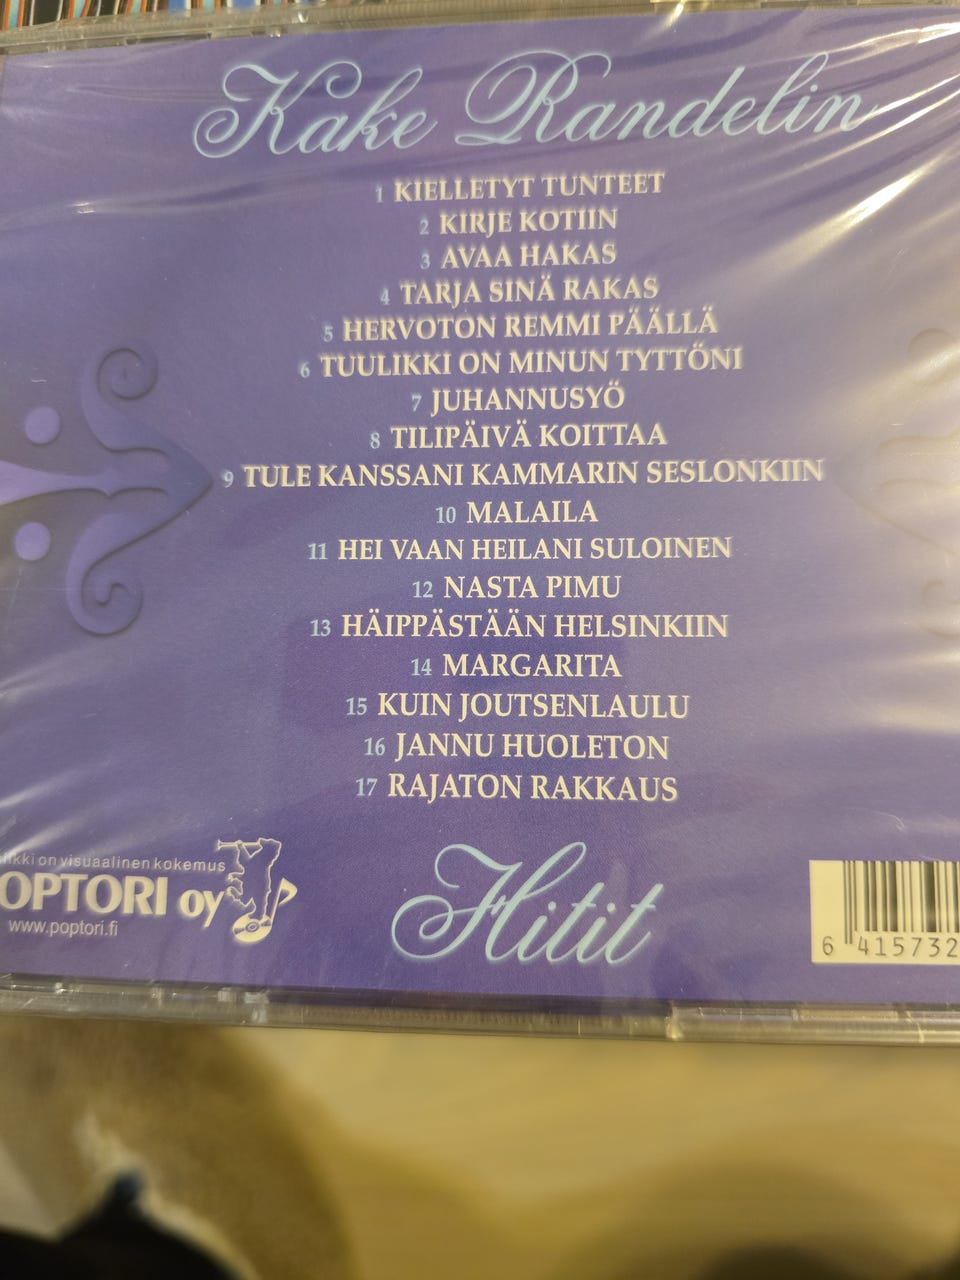 Kake Randelin
1 KIELLETYT TUNTEET
2 KIRJE KOTIIN
3 AVAA HAKAS
4 TARJA SINÄ RAKAS
5 HERVOTON REMMI PÄÄLLÄ
6 TUULIKKI ON MINUN TYTTÖNI
7 JUHANNUSYÖ
8 TILIPÄIVÄ KOITTAA
9 TULE KANSSANI KAMMARIN SESLONKIIN
10 MALAILA
11 HEI VAAN HEILANI SULOINEN
12 NASTA PIMU
13 HÄIPPÄSTÄÄN HELSINKIIN
14 MARGARITA
15 KUIN JOUTSENLAULU
16 JANNU HUOLETON
17 RAJATON RAKKAUS
on visuaalinen kokemus
OPTORI oy
www.poptori.fi
Hitit
6 415732